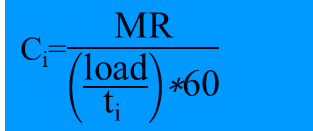 Cᵢ= MR / (load / tᵢ) *60